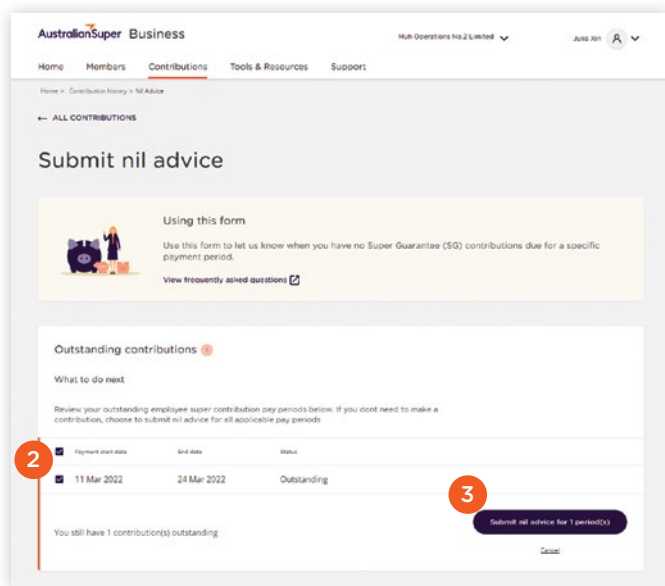 AustralianSuper Business
Muh Operations No.2 Limited
Home Members Contributions Tools & Resources Support
Home > Contribution history > Nil Advice
← ALL CONTRIBUTIONS
Submit nil advice
Using this form
Use this form to let us know when you have no Super Guarantee (SG) contributions due for a specific
payment period.
View frequently asked questions
Outstanding contributions
What to do next
Review your outstanding employee super contribution pay periods below. If you dont need to make a
contribution, choose to submit nil advice for all applicable pay periods
2
Payment start date End date Status
11 Mar 2022 24 Mar 2022 Outstanding
3
Submit nil advice for 1 period(s)
You still have 1 contribution(s) outstanding
Cancel